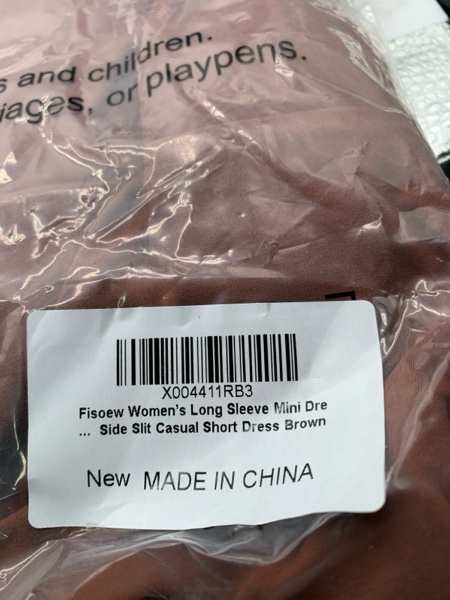 s and children.
iages, or playpens.
X004411RB3
Fisoew Women's Long Sleeve Mini Dre
... Side Slit Casual Short Dress Brown
New MADE IN CHINA